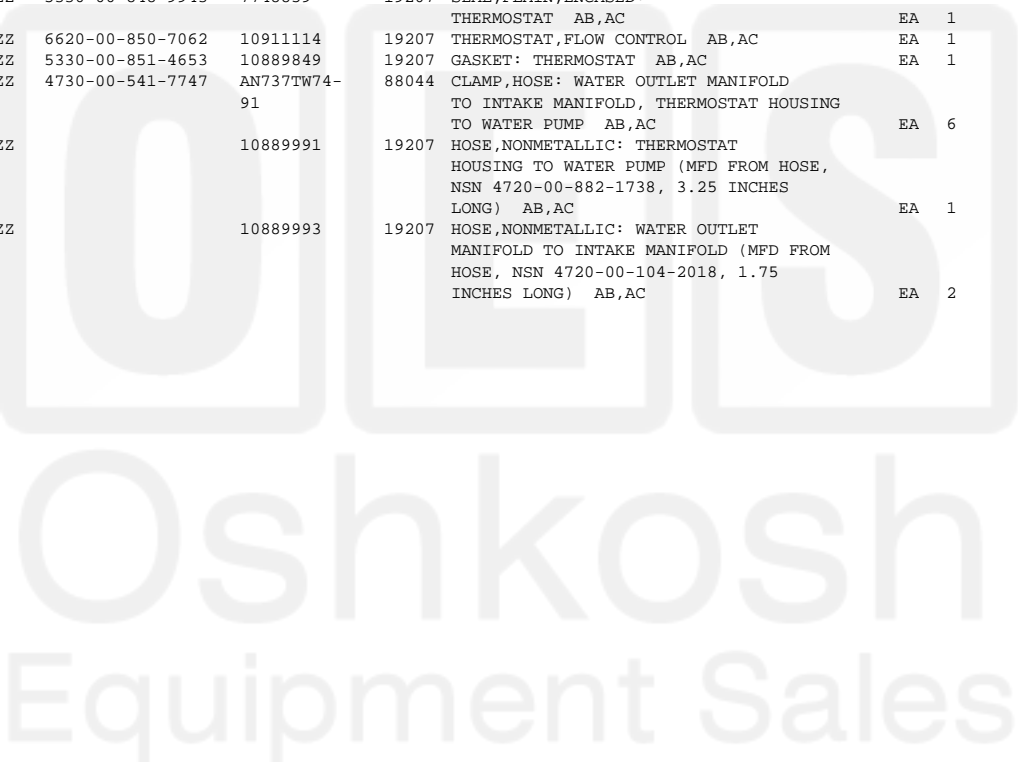 THERMOSTAT AB,AC EA 1
ZZ 6620-00-850-7062 10911114 19207 THERMOSTAT,FLOW CONTROL AB,AC EA 1
ZZ 5330-00-851-4653 10889849 19207 GASKET: THERMOSTAT AB,AC EA 1
ZZ 4730-00-541-7747 AN737TW74- 88044 CLAMP,HOSE: WATER OUTLET MANIFOLD
91 TO INTAKE MANIFOLD, THERMOSTAT HOUSING
TO WATER PUMP AB,AC EA 6
ZZ 10889991 19207 HOSE,NONMETALLIC: THERMOSTAT
HOUSING TO WATER PUMP (MFD FROM HOSE,
NSN 4720-00-882-1738, 3.25 INCHES
LONG) AB,AC EA 1
ZZ 10889993 19207 HOSE,NONMETALLIC: WATER OUTLET
MANIFOLD TO INTAKE MANIFOLD (MFD FROM
HOSE, NSN 4720-00-104-2018, 1.75
INCHES LONG) AB,AC EA 2
OES
Oshkosh
Equipment Sales